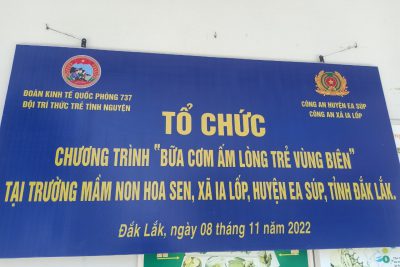 ĐOÀN KINH TẾ QUỐC PHÒNG 737
ĐỘI TRÍ THỨC TRẺ TÌNH NGUYỆN
CÔNG AN HUYỆN EA SÚP
CÔNG AN XÃ IA LỐP
TỔ CHỨC
CHƯƠNG TRÌNH "BỮA CƠM ẤM LÒNG TRẺ VÙNG BIÊN"
TẠI TRƯỜNG MẦM NON HOA SEN, XÃ IA LỐP, HUYỆN EA SÚP, TỈNH ĐẮK LẮK.
Đắk Lắk, ngày 08 tháng 11 năm 2022